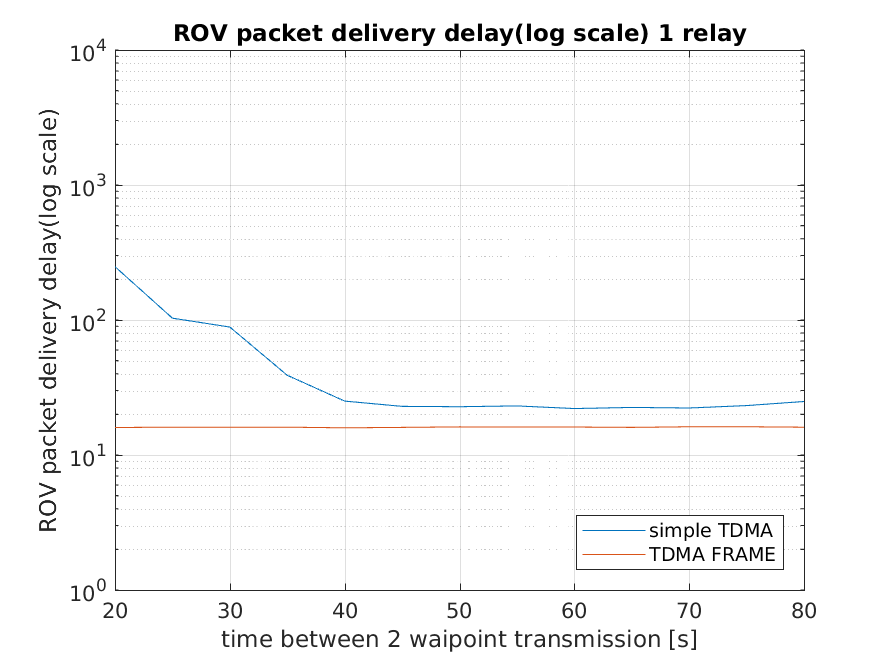 ROV packet delivery delay(log scale) 1 relay
ROV packet delivery delay(log scale)
10^4
10^3
10^2
10^1
10^0
simple TDMA
TDMA FRAME
20 30 40 50 60 70 80
time between 2 waipoint transmission [s]